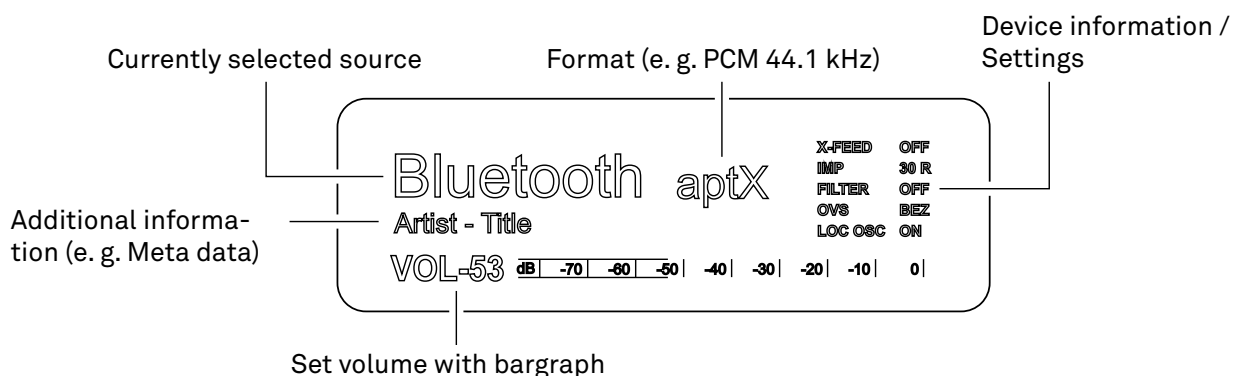 Device information /
Settings
Currently selected source
Format (e. g. PCM 44.1 kHz)
Bluetooth aptX
X-FEED OFF
IMP 30 R
FILTER OFF
OVS BEZ
LOC OSC ON
Additional informa-
tion (e. g. Meta data)
Artist - Title
VOL-53 dB -70 -60 -50 -40 -30 -20 -10 0
Set volume with bargraph